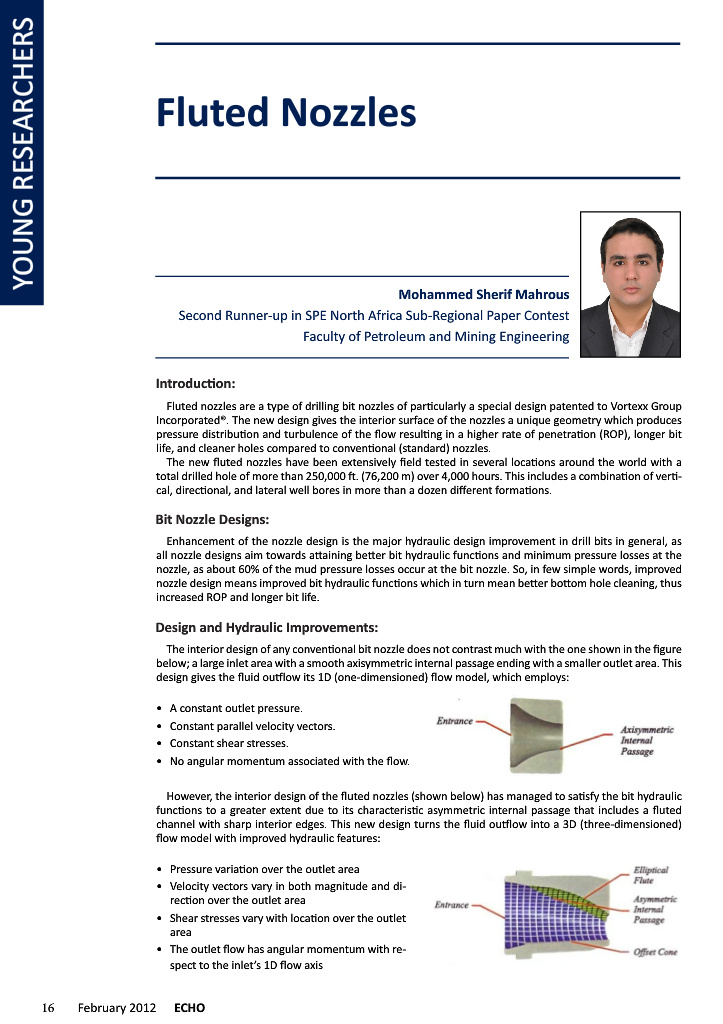 YOUNG RESEARCHERS
Fluted Nozzles
Mohammed Sherif Mahrous
Second Runner-up in SPE North Africa Sub-Regional Paper Contest
Faculty of Petroleum and Mining Engineering
Introduction:
Fluted nozzles are a type of drilling bit nozzles of particularly a special design patented to Vortexx Group
Incorporated®. The new design gives the interior surface of the nozzles a unique geometry which produces
pressure distribution and turbulence of the flow resulting in a higher rate of penetration (ROP), longer bit
life, and cleaner holes compared to conventional (standard) nozzles.
The new fluted nozzles have been extensively field tested in several locations around the world with a
total drilled hole of more than 250,000 ft. (76,200 m) over 4,000 hours. This includes a combination of verti-
cal, directional, and lateral well bores in more than a dozen different formations.
Bit Nozzle Designs:
Enhancement of the nozzle design is the major hydraulic design improvement in drill bits in general, as
all nozzle designs aim towards attaining better bit hydraulic functions and minimum pressure losses at the
nozzle, as about 60% of the mud pressure losses occur at the bit nozzle. So, in few simple words, improved
nozzle design means improved bit hydraulic functions which in turn mean better bottom hole cleaning, thus
increased ROP and longer bit life.
Design and Hydraulic Improvements:
The interior design of any conventional bit nozzle does not contrast much with the one shown in the figure
below; a large inlet area with a smooth axisymmetric internal passage ending with a smaller outlet area. This
design gives the fluid outflow its 1D (one-dimensioned) flow model, which employs:
• A constant outlet pressure.
• Constant parallel velocity vectors.
• Constant shear stresses.
• No angular momentum associated with the flow.
Entrance
Axisymmetric
Internal
Passage
However, the interior design of the fluted nozzles (shown below) has managed to satisfy the bit hydraulic
functions to a greater extent due to its characteristic asymmetric internal passage that includes a fluted
channel with sharp interior edges. This new design turns the fluid outflow into a 3D (three-dimensioned)
flow model with improved hydraulic features:
• Pressure variation over the outlet area
• Velocity vectors vary in both magnitude and di-
rection over the outlet area
• Shear stresses vary with location over the outlet
area
• The outlet flow has angular momentum with re-
spect to the inlet's 1D flow axis
Entrance
Elliptical
Flute
Asymmetric
Internal
Passage
Offset Cone
16 February 2012 ECHO